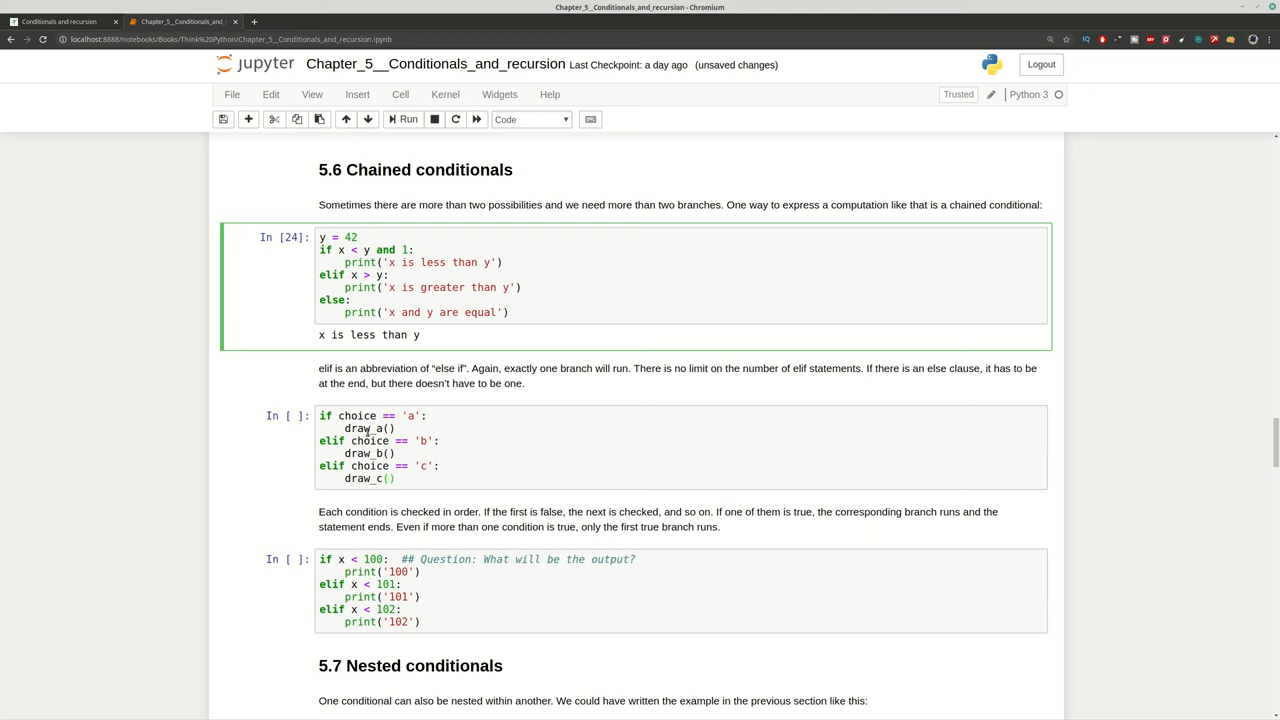 Chapter_5__Conditionals_and_recursion - Chromium
Conditionals and recursion
Chapter_5__Conditionals_and_
localhost:8888/notebooks/Books/Think%20Python/Chapter_5__Conditionals_and_recursion.ipynb
jupyter Chapter_5__Conditionals_and_recursion Last Checkpoint: a day ago (unsaved changes) Logout
File Edit View Insert Cell Kernel Widgets Help Trusted Python 3
Run Code
5.6 Chained conditionals
Sometimes there are more than two possibilities and we need more than two branches. One way to express a computation like that is a chained conditional:
In [24]: y = 42
if x < y and 1:
print('x is less than y')
elif x > y:
print('x is greater than y')
else:
print('x and y are equal')
x is less than y
elif is an abbreviation of “else if”. Again, exactly one branch will run. There is no limit on the number of elif statements. If there is an else clause, it has to be
at the end, but there doesn’t have to be one.
In [ ]: if choice == 'a':
draw_a()
elif choice == 'b':
draw_b()
elif choice == 'c':
draw_c()
Each condition is checked in order. If the first is false, the next is checked, and so on. If one of them is true, the corresponding branch runs and the
statement ends. Even if more than one condition is true, only the first true branch runs.
In [ ]: if x < 100: ## Question: What will be the output?
print('100')
elif x < 101:
print('101')
elif x < 102:
print('102')
5.7 Nested conditionals
One conditional can also be nested within another. We could have written the example in the previous section like this: